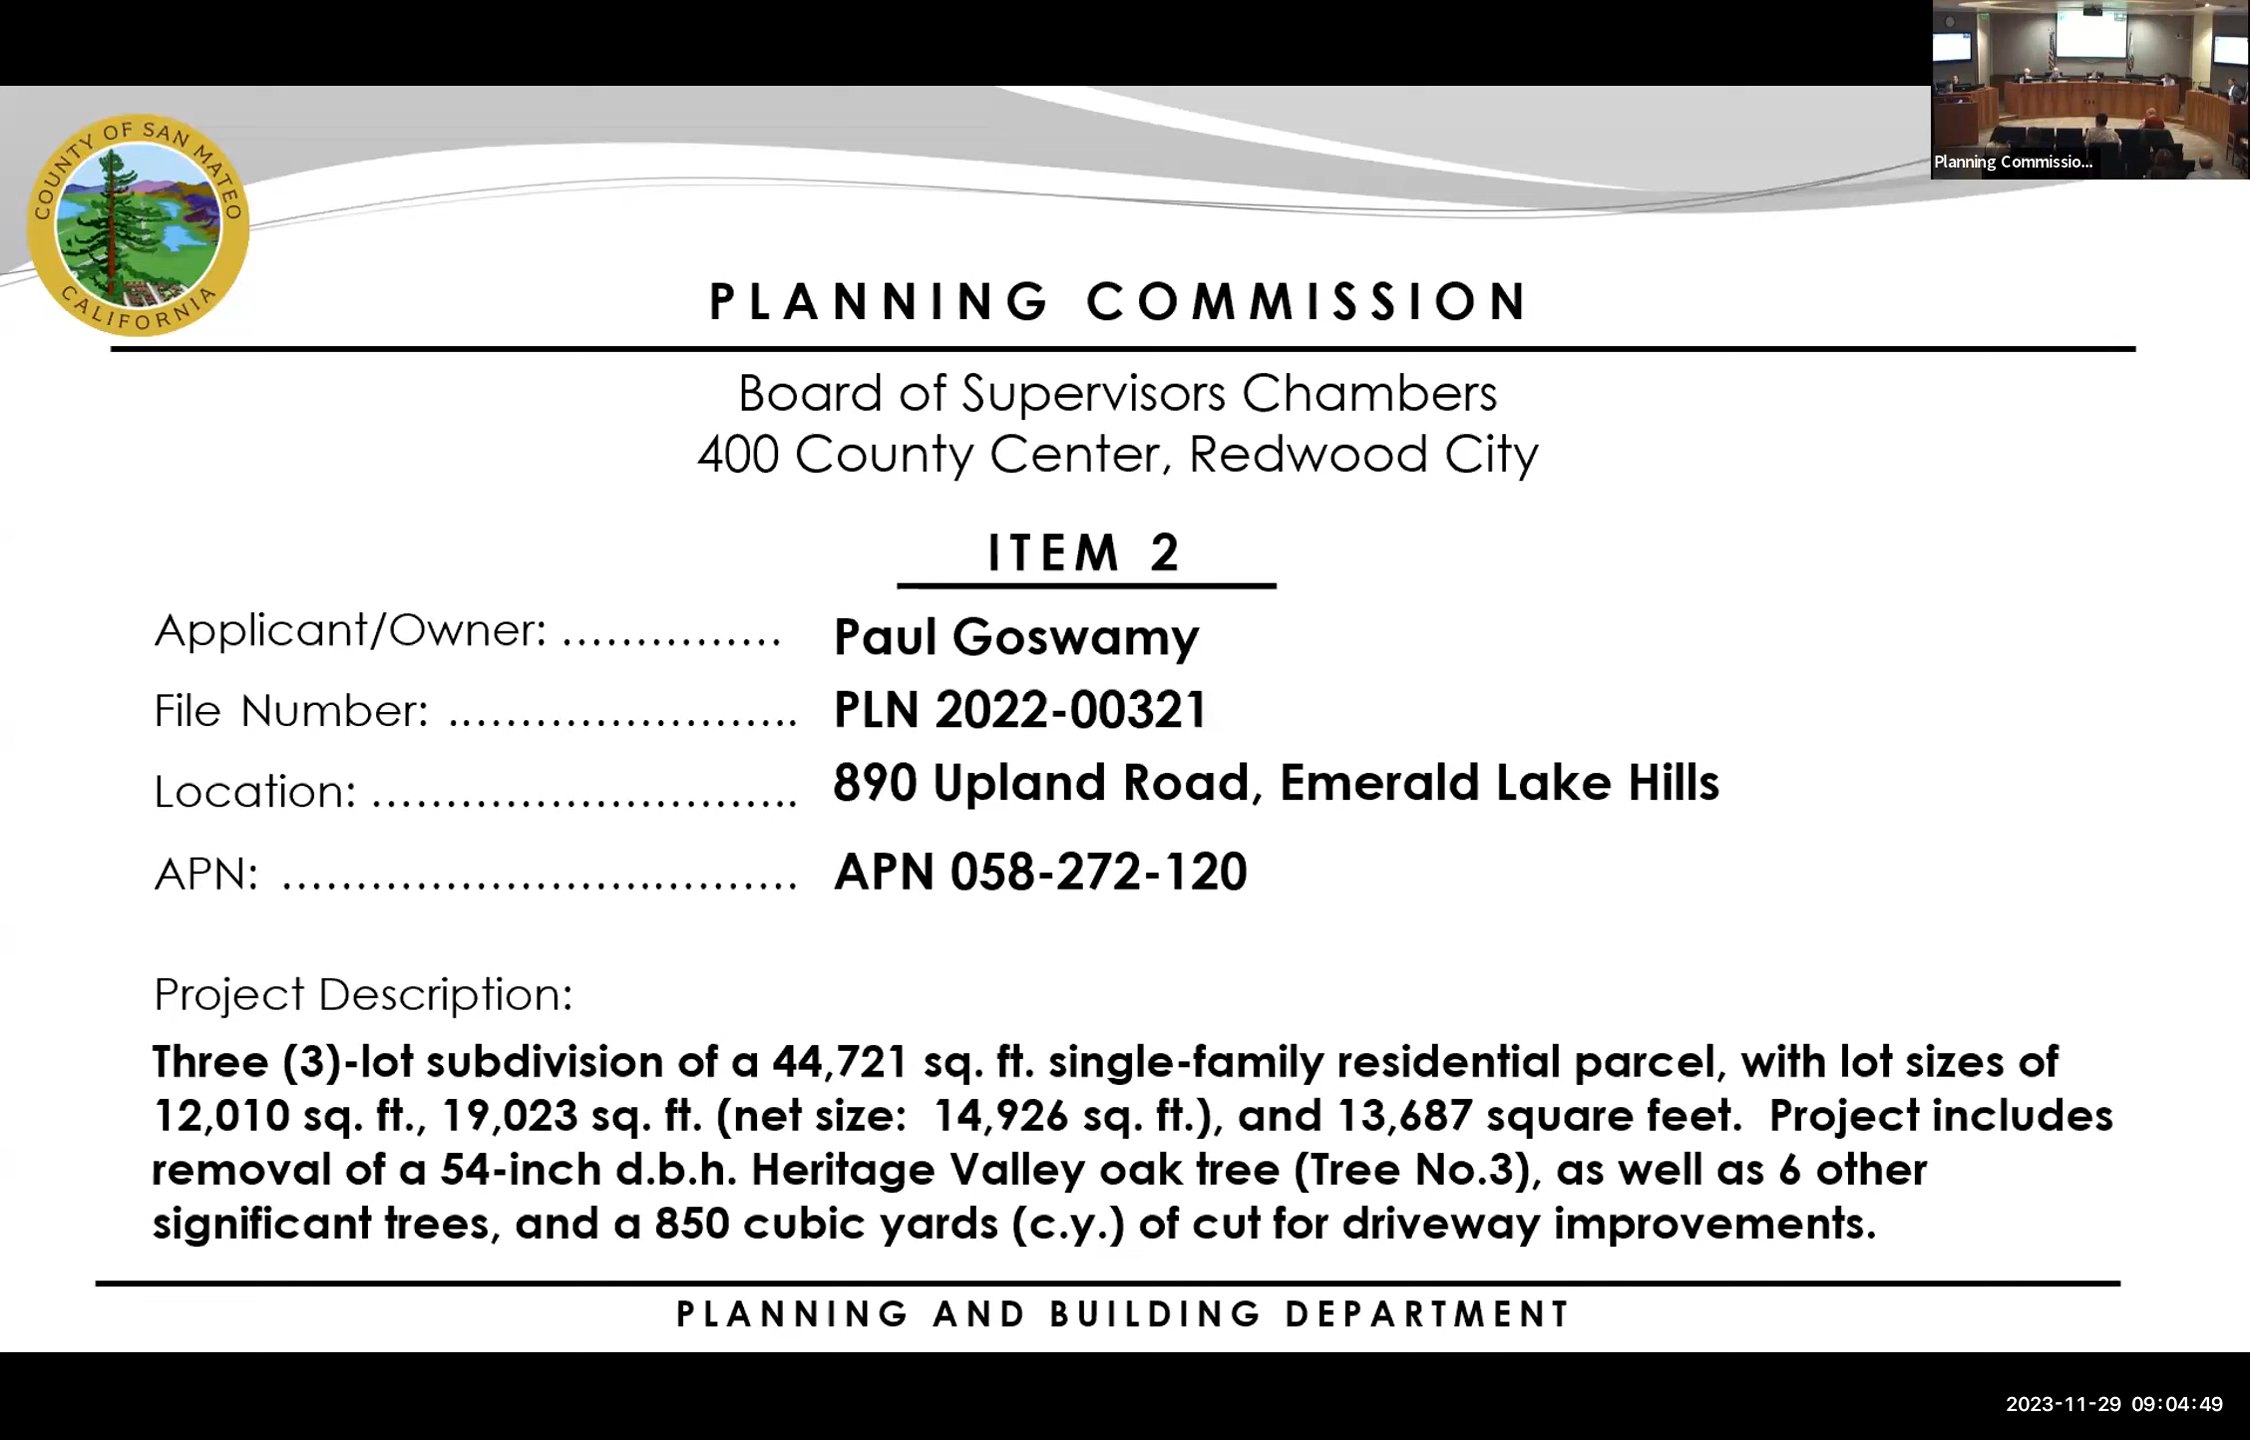 Planning Commissio...
COUNTY OF SAN MATEO
CALIFORNIA
PLANNING COMMISSION
Board of Supervisors Chambers
400 County Center, Redwood City
ITEM 2
Applicant/Owner: ............... Paul Goswamy
File Number: ........................ PLN 2022-00321
Location: ............................. 890 Upland Road, Emerald Lake Hills
APN: ................................... APN 058-272-120
Project Description:
Three (3)-lot subdivision of a 44,721 sq. ft. single-family residential parcel, with lot sizes of
12,010 sq. ft., 19,023 sq. ft. (net size:  14,926 sq. ft.), and 13,687 square feet.  Project includes
removal of a 54-inch d.b.h. Heritage Valley oak tree (Tree No.3), as well as 6 other
significant trees, and a 850 cubic yards (c.y.) of cut for driveway improvements.
PLANNING AND BUILDING DEPARTMENT
2023-11-29 09:04:49